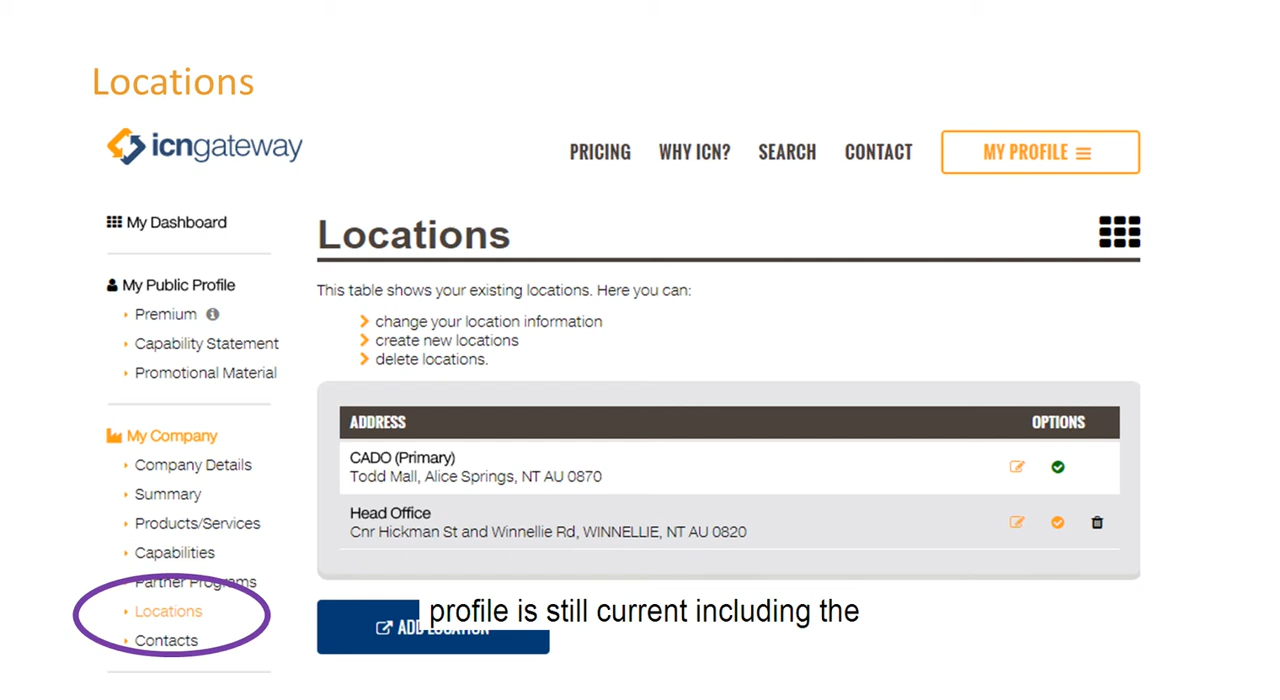 Locations
icngateway
PRICING WHY ICN? SEARCH CONTACT MY PROFILE
My Dashboard
My Public Profile
Premium
Capability Statement
Promotional Material
My Company
Company Details
Summary
Products/Services
Capabilities
Partner Programs
Locations
Contacts
Locations
This table shows your existing locations. Here you can:
change your location information
create new locations
delete locations.
ADDRESS OPTIONS
CADO (Primary)
Todd Mall, Alice Springs, NT AU 0870
Head Office
Cnr Hickman St and Winnellie Rd, WINNELLIE, NT AU 0820
ADD LOCATION
profile is still current including the